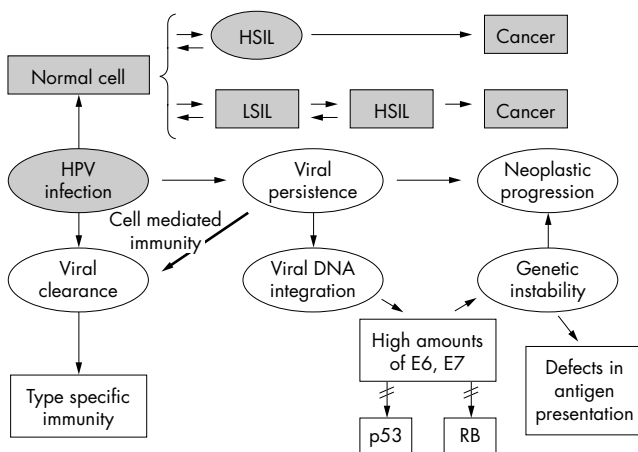 HSIL
Cancer
Normal cell
LSIL
HSIL
Cancer
HPV
infection
Viral
persistence
Neoplastic
progression
Cell mediated
immunity
Viral
clearance
Viral DNA
integration
Genetic
instability
High amounts
of E6, E7
Type specific
immunity
Defects in
antigen
presentation
p53
RB